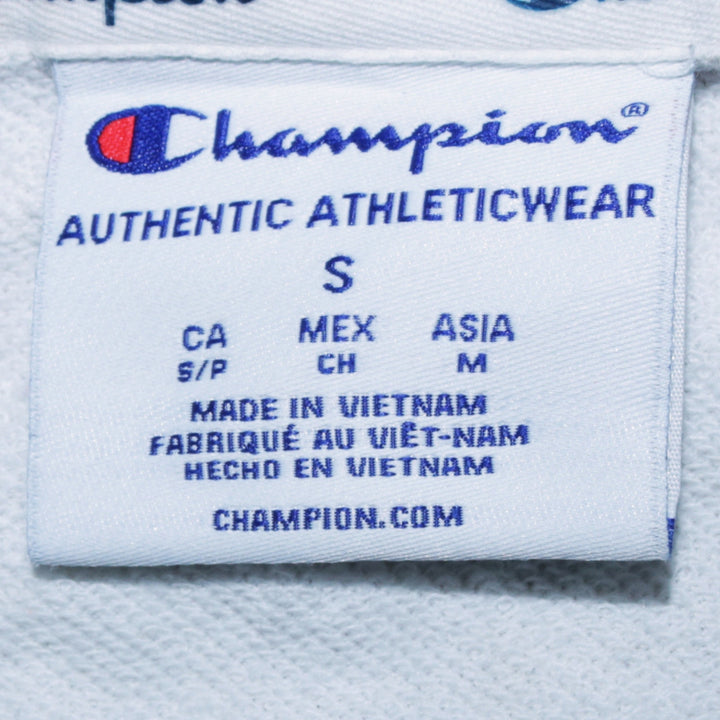 Champion®
AUTHENTIC ATHLETICWEAR
S
CA MEX ASIA
S/P CH M
MADE IN VIETNAM
FABRIQUÉ AU VIÊT-NAM
HECHO EN VIETNAM
CHAMPION.COM